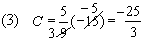 (3) C = 5/9 (-15) = -25/3
-5
3